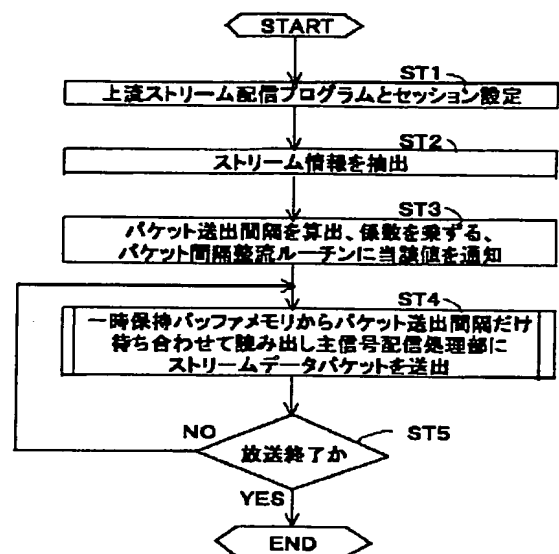 START
ST1
上流ストリーム配信プログラムとセッション設定
ST2
ストリーム情報を抽出
ST3
パケット送出間隔を算出、係数を乗ずる、
パケット間隔整流ルーチンに当該値を通知
ST4
一時保持バッファメモリからパケット送出間隔だけ
待ち合わせて読み出し主信号配信処理部に
ストリームデータパケットを送出
NO
ST5
放送終了か
YES
END